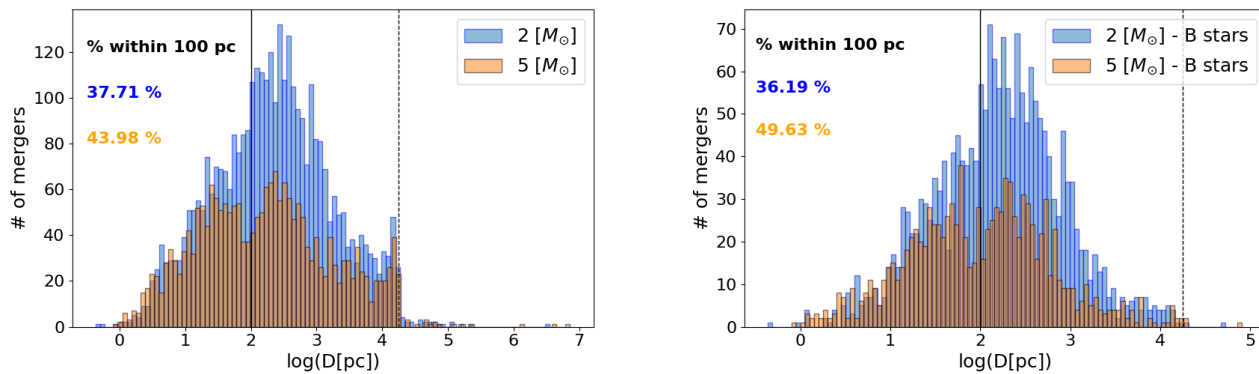 % within 100 pc
37.71 %
43.98 %
2 [M⊙]
5 [M⊙]
# of mergers
0
20
40
60
80
100
120
0 1 2 3 4 5 6 7
log(D[pc])
% within 100 pc
36.19 %
49.63 %
2 [M⊙] - B stars
5 [M⊙] - B stars
# of mergers
0
10
20
30
40
50
60
70
0 1 2 3 4 5
log(D[pc])